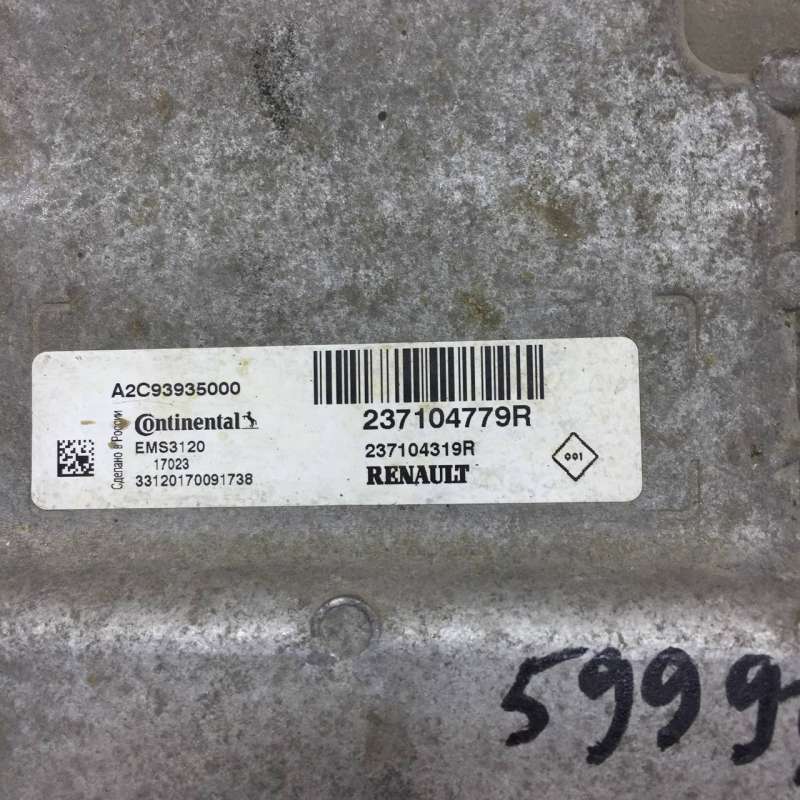 A2C93935000
Continental
EMS3120
17023
33120170091738
Сделано в России
237104779R
237104319R
RENAULT
001
5999